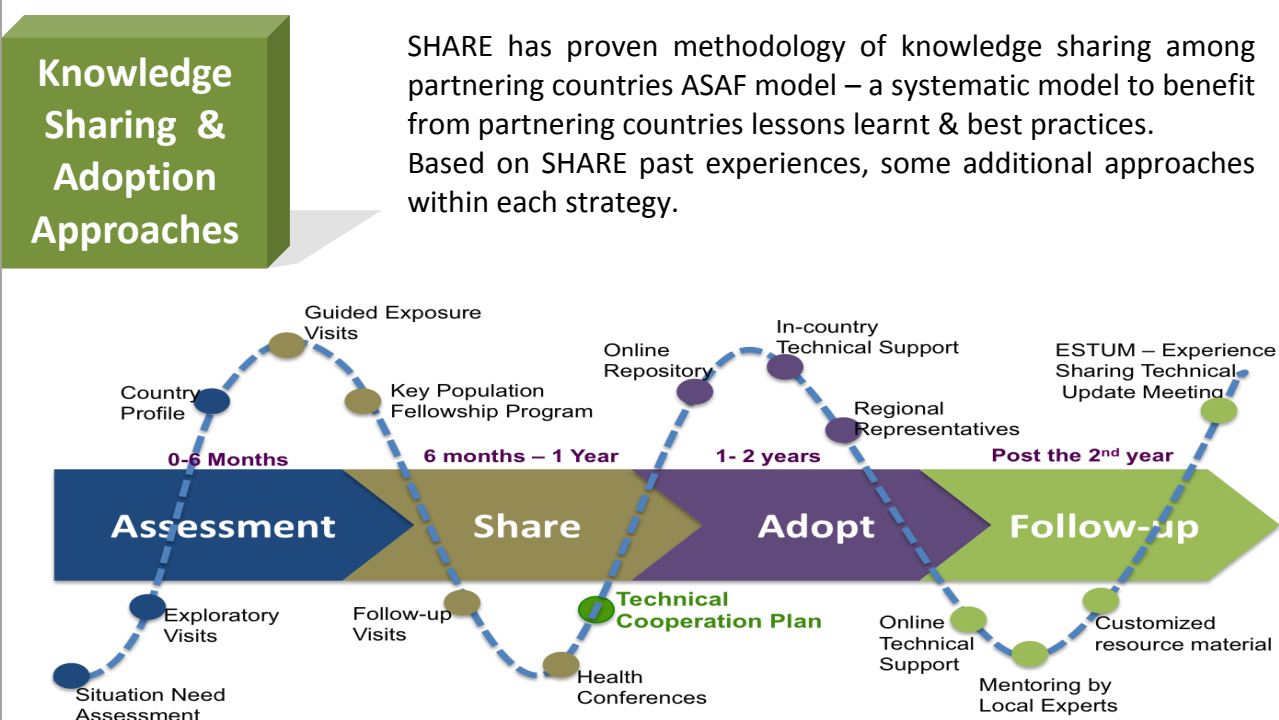 Knowledge
Sharing &
Adoption
Approaches
SHARE has proven methodology of knowledge sharing among
partnering countries ASAF model – a systematic model to benefit
from partnering countries lessons learnt & best practices.
Based on SHARE past experiences, some additional approaches
within each strategy.
Guided Exposure
Visits
Country
Profile
Key Population
Fellowship Program
Online
Repository
In-country
Technical Support
Regional
Representatives
ESTUM – Experience
Sharing Technical
Update Meeting
0-6 Months
6 months – 1 Year
1- 2 years
Post the 2nd year
Assessment
Share
Adopt
Follow-up
Exploratory
Visits
Situation Need
Assessment
Follow-up
Visits
Health
Conferences
Technical
Cooperation Plan
Online
Technical
Support
Mentoring by
Local Experts
Customized
resource material